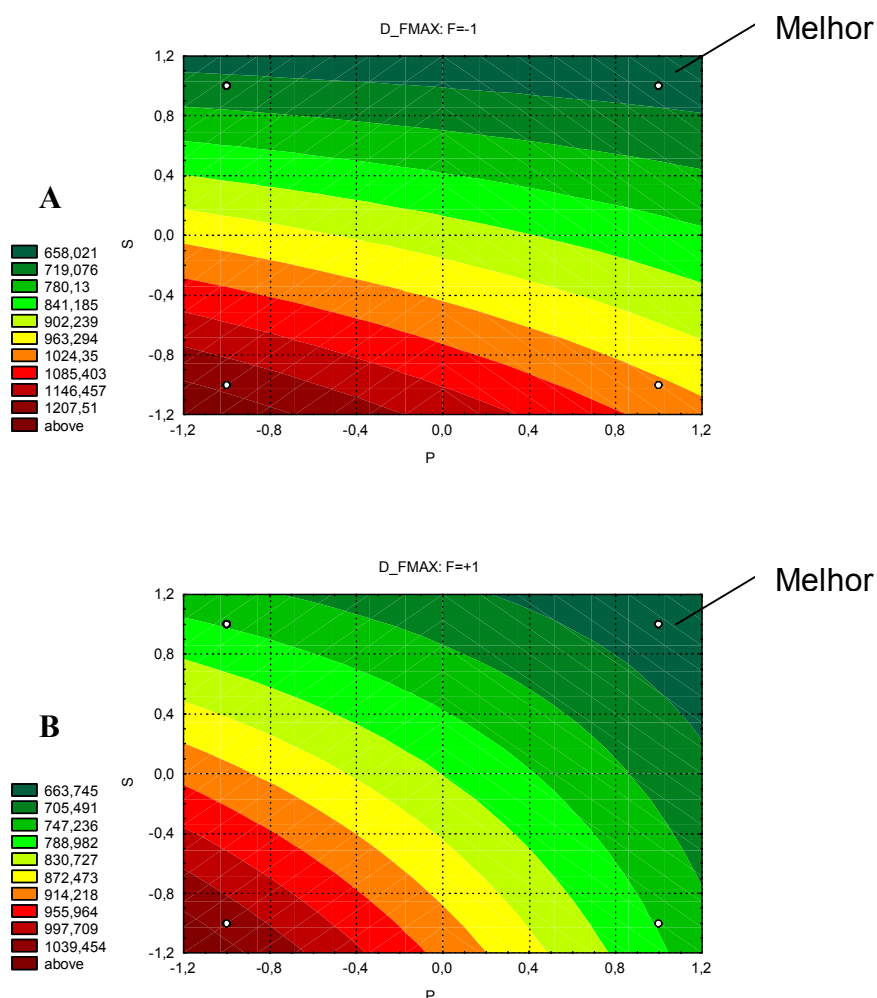 Melhor
D_FMAX: F=-1
1,2
0,8
0,4
0,0
-0,4
-0,8
-1,2
S
-1,2 -0,8 -0,4 0,0 0,4 0,8 1,2
P
A
658,021
719,076
780,13
841,185
902,239
963,294
1024,35
1085,403
1146,457
1207,51
above
Melhor
D_FMAX: F=+1
1,2
0,8
0,4
0,0
-0,4
-0,8
-1,2
S
-1,2 -0,8 -0,4 0,0 0,4 0,8 1,2
P
B
663,745
705,491
747,236
788,982
830,727
872,473
914,218
955,964
997,709
1039,454
above